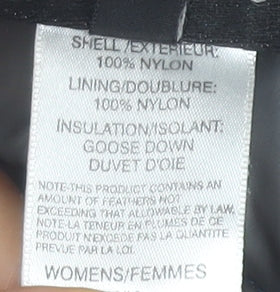 SHELL/EXTERIEUR:
100% NYLON
LINING/DOUBLURE:
100% NYLON
INSULATION/ISOLANT:
GOOSE DOWN
DUVET D'OIE
NOTE-THIS PRODUCT CONTAINS AN
AMOUNT OF FEATHERS NOT
EXCEEDING THAT ALLOWABLE BY LAW.
NOTE-LA TENEUR EN PLUMES DE CE
PRODUIT N'EXCEDE PAS LA QUANTITE
PREVUE PAR LA LOI.
WOMENS/FEMMES